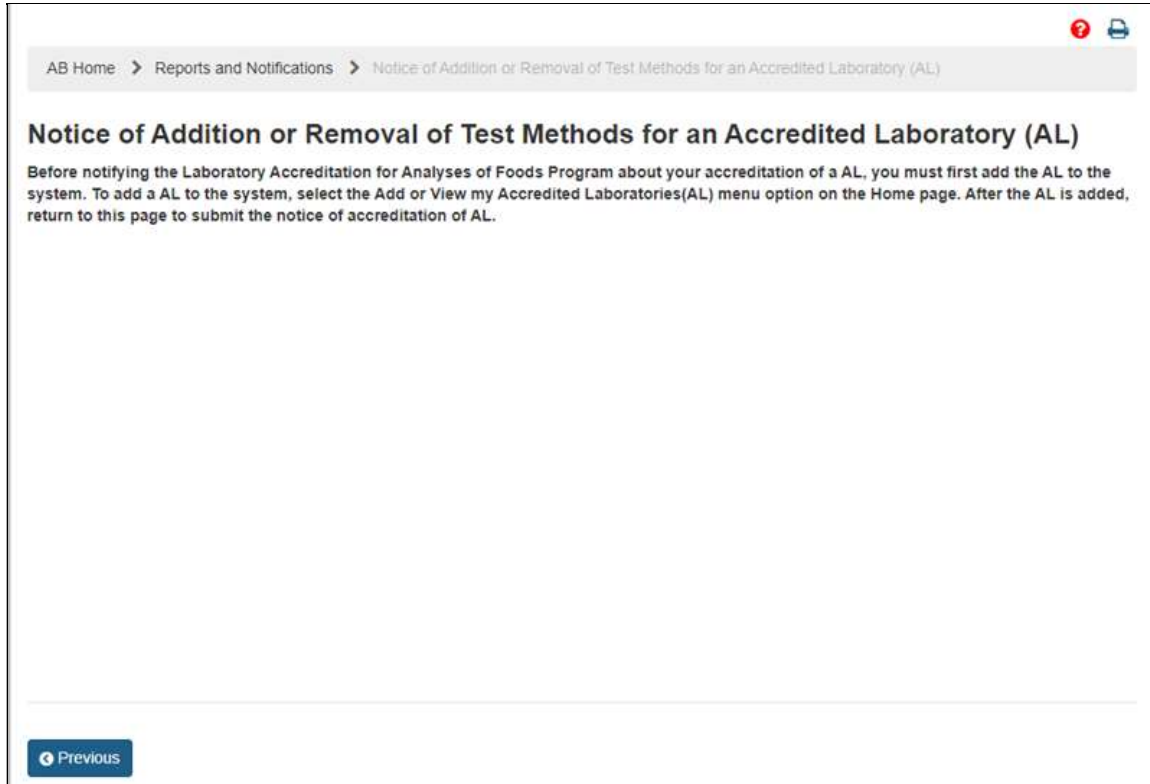 AB Home > Reports and Notifications > Notice of Addition or Removal of Test Methods for an Accredited Laboratory (AL)
Notice of Addition or Removal of Test Methods for an Accredited Laboratory (AL)
Before notifying the Laboratory Accreditation for Analyses of Foods Program about your accreditation of a AL, you must first add the AL to the
system. To add a AL to the system, select the Add or View my Accredited Laboratories(AL) menu option on the Home page. After the AL is added,
return to this page to submit the notice of accreditation of AL.
Previous